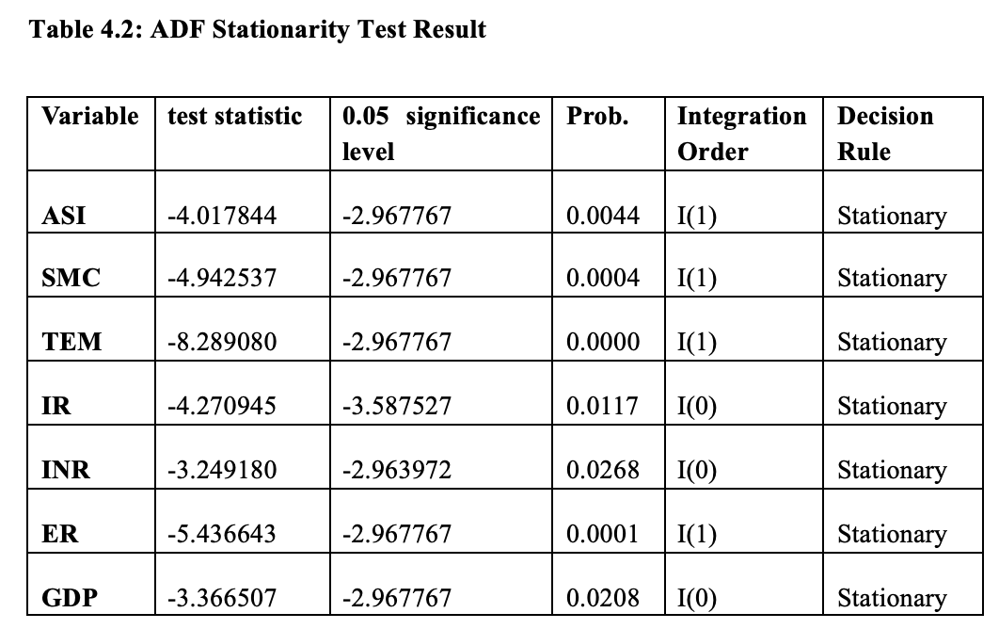 Table 4.2: ADF Stationarity Test Result
Variable test statistic 0.05 significance level Prob. Integration Order Decision Rule
ASI -4.017844 -2.967767 0.0044 I(1) Stationary
SMC -4.942537 -2.967767 0.0004 I(1) Stationary
TEM -8.289080 -2.967767 0.0000 I(1) Stationary
IR -4.270945 -3.587527 0.0117 I(0) Stationary
INR -3.249180 -2.963972 0.0268 I(0) Stationary
ER -5.436643 -2.967767 0.0001 I(1) Stationary
GDP -3.366507 -2.967767 0.0208 I(0) Stationary